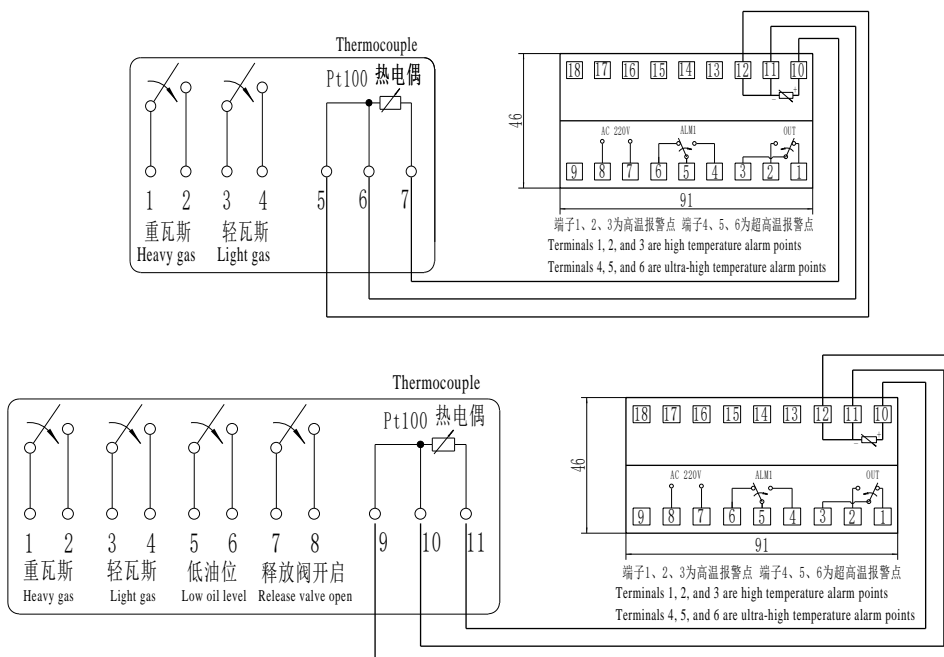 Thermocouple
Pt100 热电偶
1 2 3 4 5 6 7
重瓦斯 轻瓦斯
Heavy gas Light gas
18 17 16 15 14 13 12 11 10
- +
46
AC 220V ALM1 OUT
9 8 7 6 5 4 3 2 1
91
端子1、2、3为高温报警点 端子4、5、6为超高温报警点
Terminals 1, 2, and 3 are high temperature alarm points
Terminals 4, 5, and 6 are ultra-high temperature alarm points
Thermocouple
Pt100 热电偶
1 2 3 4 5 6 7 8 9 10 11
重瓦斯 轻瓦斯 低油位 释放阀开启
Heavy gas Light gas Low oil level Release valve open
18 17 16 15 14 13 12 11 10
- +
46
AC 220V ALM1 OUT
9 8 7 6 5 4 3 2 1
91
端子1、2、3为高温报警点 端子4、5、6为超高温报警点
Terminals 1, 2, and 3 are high temperature alarm points
Terminals 4, 5, and 6 are ultra-high temperature alarm points